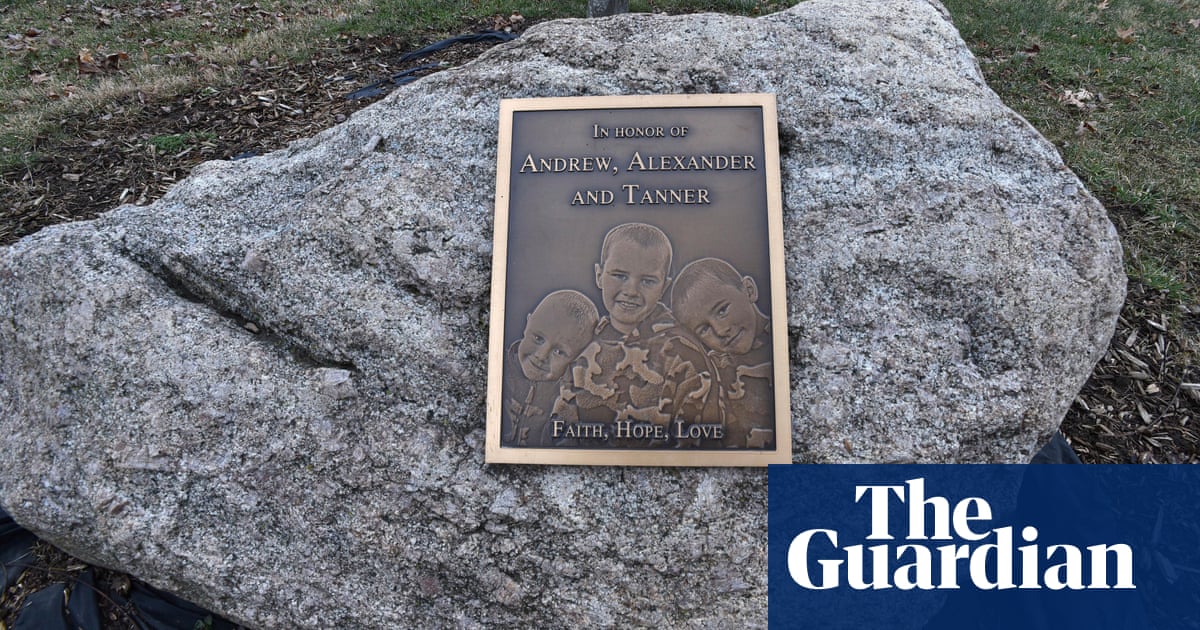 In honor of
Andrew, Alexander
and Tanner
Faith, Hope, Love
The
Guardian